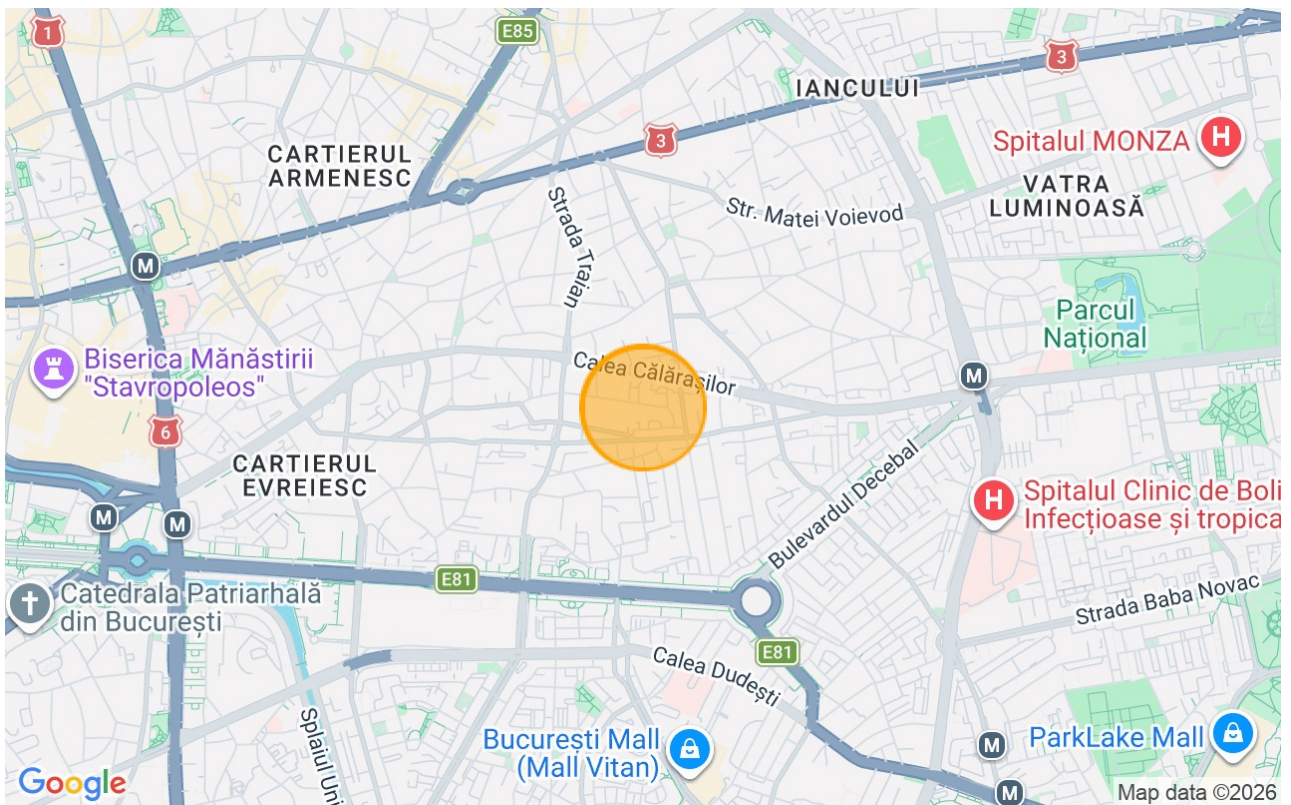 1
E85
3
IANCULUI
3
Spitalul MONZA
H
CARTIERUL
ARMENESC
VATRA
LUMINOASĂ
Strada Traian
Str. Matei Voievod
M
Parcul
Național
Biserica Mănăstirii
"Stavropoleos"
Calea Călărașilor
M
6
CARTIERUL
EVREIESC
Bulevardul Decebal
H
Spitalul Clinic de Boli
Infecțioase și tropica
M
M
E81
Catedrala Patriarhală
din București
Strada Baba Novac
E81
Calea Dudești
Splaiul Uni
București Mall
(Mall Vitan)
M
ParkLake Mall
M
Google
Map data ©2026